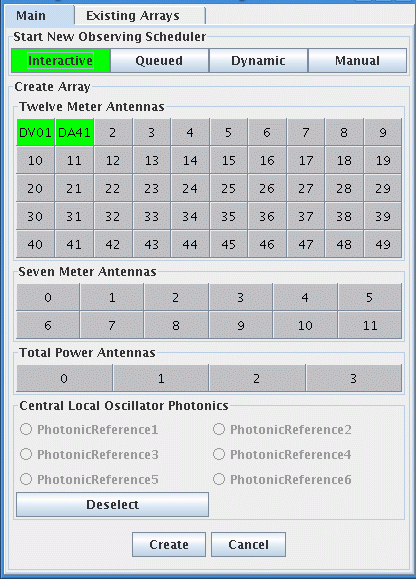 Main Existing Arrays
Start New Observing Scheduler
Interactive Queued Dynamic Manual
Create Array
Twelve Meter Antennas
DV01 DA41 2 3 4 5 6 7 8 9
10 11 12 13 14 15 16 17 18 19
20 21 22 23 24 25 26 27 28 29
30 31 32 33 34 35 36 37 38 39
40 41 42 43 44 45 46 47 48 49
Seven Meter Antennas
0 1 2 3 4 5
6 7 8 9 10 11
Total Power Antennas
0 1 2 3
Central Local Oscillator Photonics
PhotonicReference1 PhotonicReference2
PhotonicReference3 PhotonicReference4
PhotonicReference5 PhotonicReference6
Deselect
Create Cancel